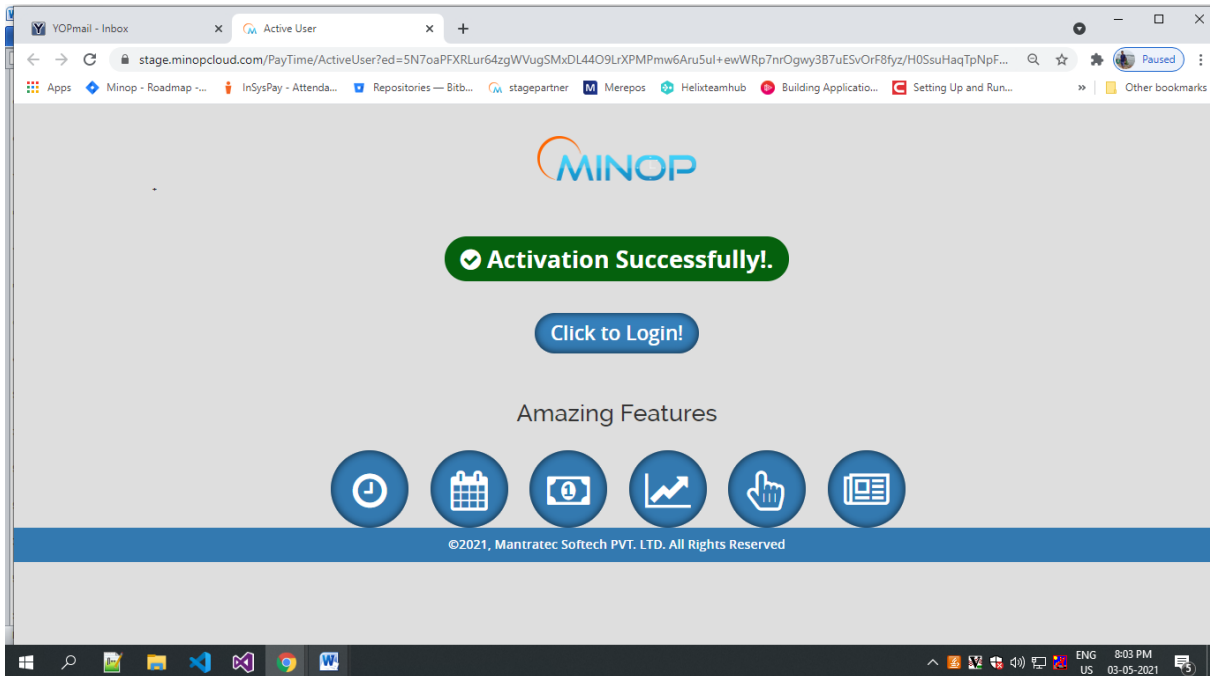 YOPmail - Inbox
Active User
stage.minopcloud.com/PayTime/ActiveUser?ed=5N7oaPFXRLur64zgWVugSMxDL44O9LrXPMPmw6Aru5uI+ewWRp7nrOgwy3B7uESvOrF8fyz/H0SsuHaqTpNpF...
Paused
Apps
Minop - Roadmap -...
InSysPay - Attenda...
Repositories — Bitb...
stagepartner
Merepos
Helixteamhub
Building Applicatio...
Setting Up and Run...
»
Other bookmarks
MINOP
Activation Successfully!.
Click to Login!
Amazing Features
1
©2021, Mantratec Softech PVT. LTD. All Rights Reserved
ENG
US
8:03 PM
03-05-2021
5